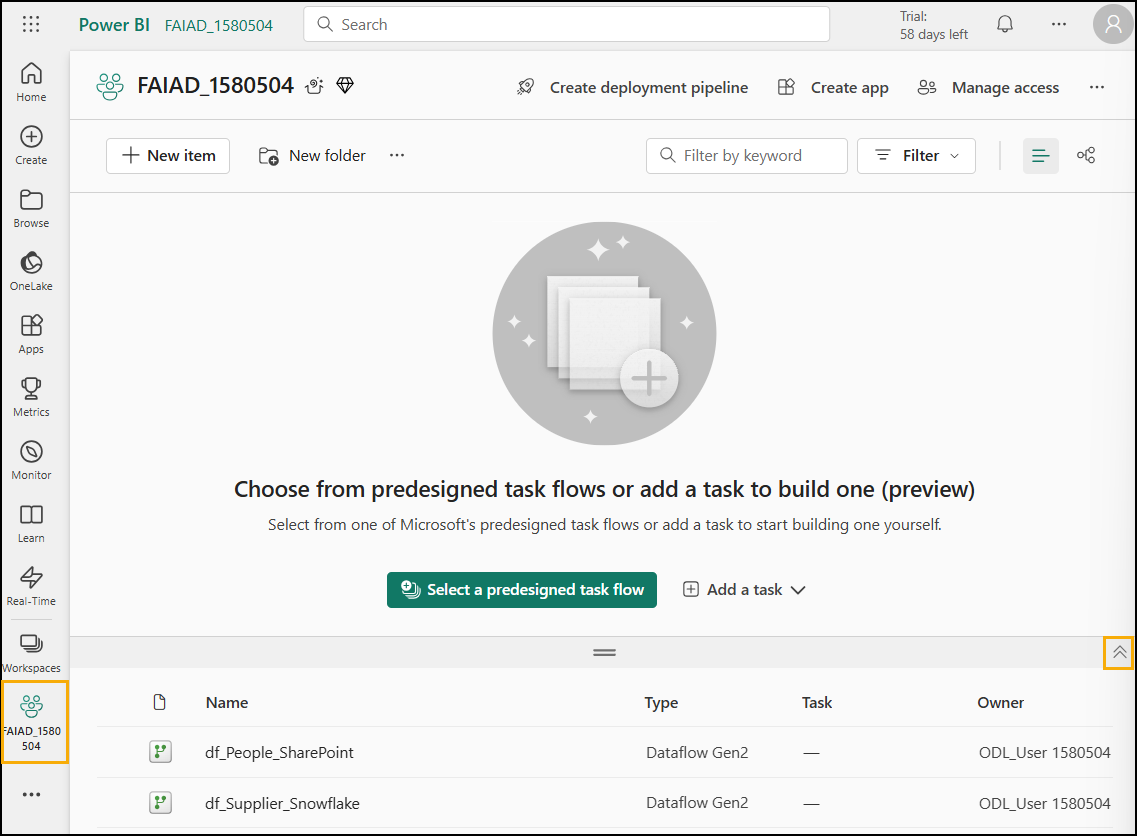 Power BI FAIAD_1580504 Search Trial:
58 days left
Home
Create
Browse
OneLake
Apps
Metrics
Monitor
Learn
Real-Time
Workspaces
FAIAD_1580
504
FAIAD_1580504 Create deployment pipeline Create app Manage access
New item New folder Filter by keyword Filter
Choose from predesigned task flows or add a task to build one (preview)
Select from one of Microsoft's predesigned task flows or add a task to start building one yourself.
Select a predesigned task flow Add a task
Name Type Task Owner
df_People_SharePoint Dataflow Gen2 — ODL_User 1580504
df_Supplier_Snowflake Dataflow Gen2 — ODL_User 1580504